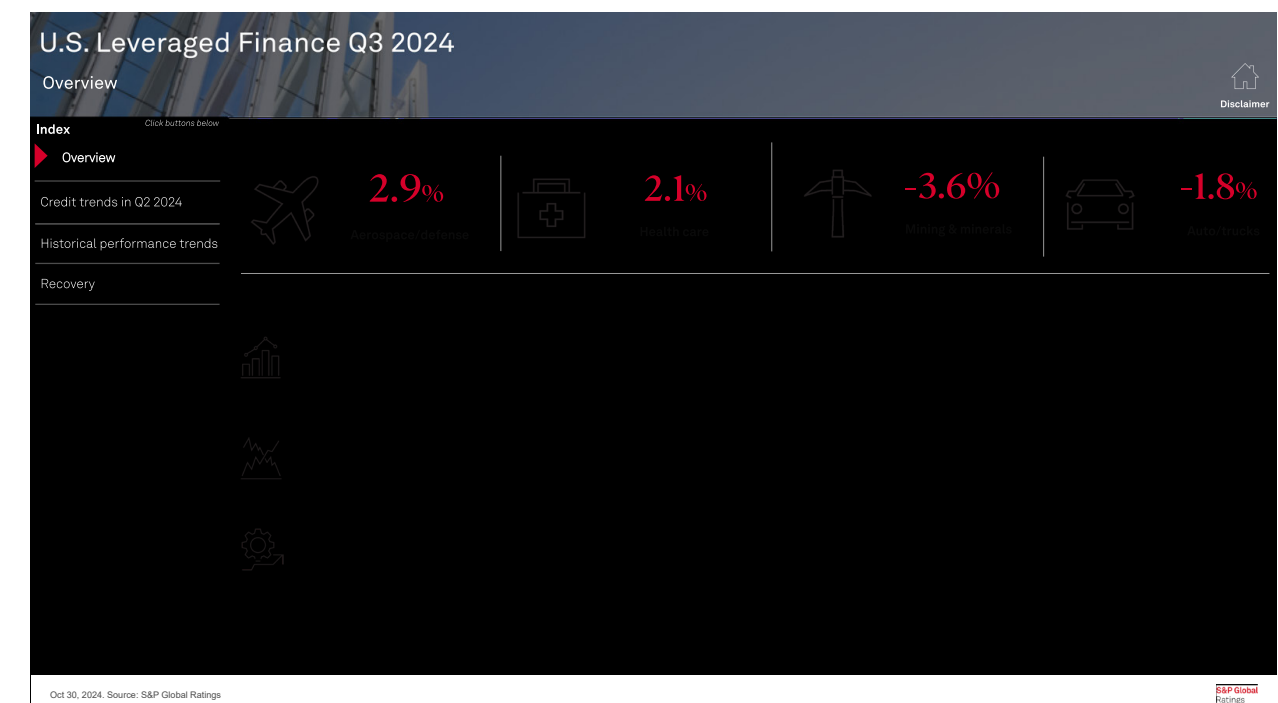 U.S. Leveraged Finance Q3 2024
Overview
Disclaimer
Index
Click buttons below
Overview
Credit trends in Q2 2024
Historical performance trends
Recovery
2.9%
Aerospace/defense
2.1%
Health care
-3.6%
Mining & minerals
-1.8%
Auto/trucks
Oct 30, 2024. Source: S&P Global Ratings
S&P Global
Ratings